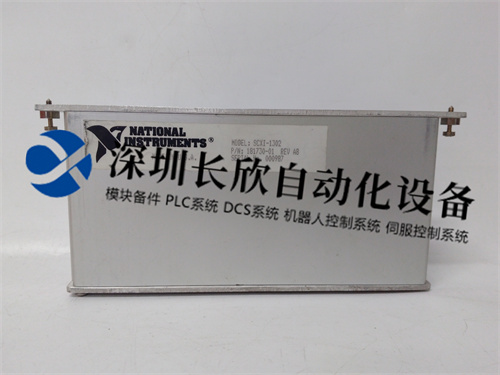 NATIONAL
INSTRUMENTS
MODEL: SCXI-1302
P/N: 181730-01 REV AB
深圳长欣自动化设备
模块备件 PLC系统 DCS系统 机器人控制系统 伺服控制系统